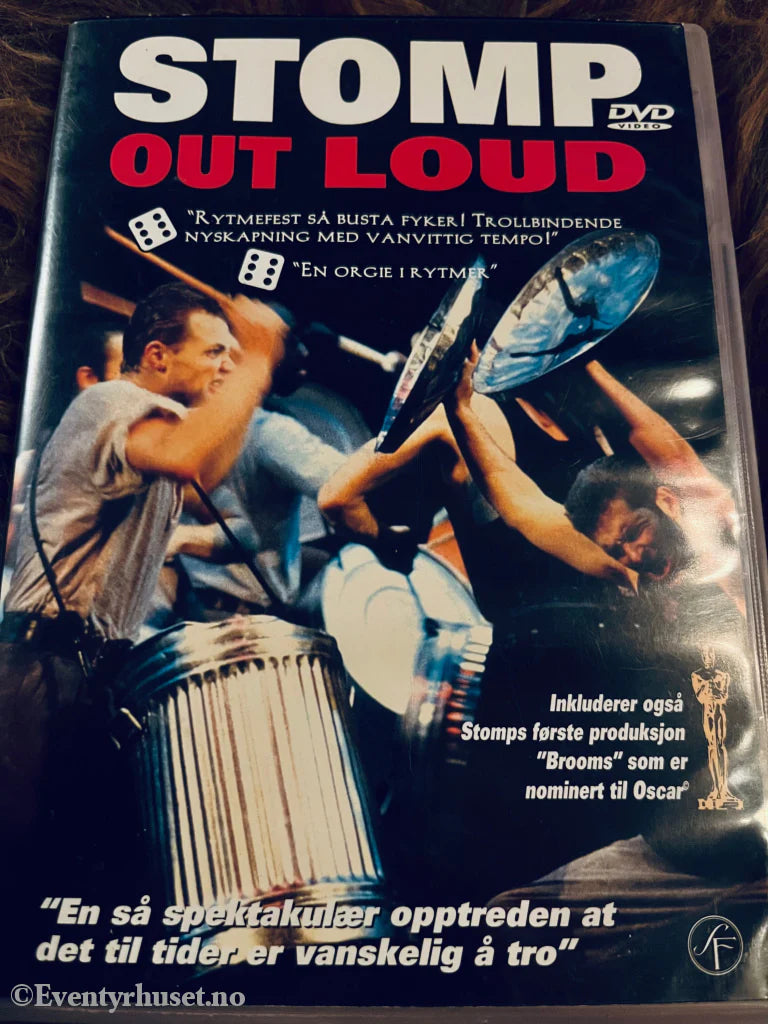 STOMP
DVD
VIDEO
OUT LOUD
"RYTMEFEST SÅ BUSTA FYKER! TROLLBINDENDE
NYSKAPNING MED VANVITTIG TEMPO!"
"EN ORGIE I RYTMER"
Inkluderer også
Stomps første produksjon
"Brooms" som er
nominert til Oscar©
"En så spektakulær opptreden at
det til tider er vanskelig å tro"
SF
©Eventyrhuset.no